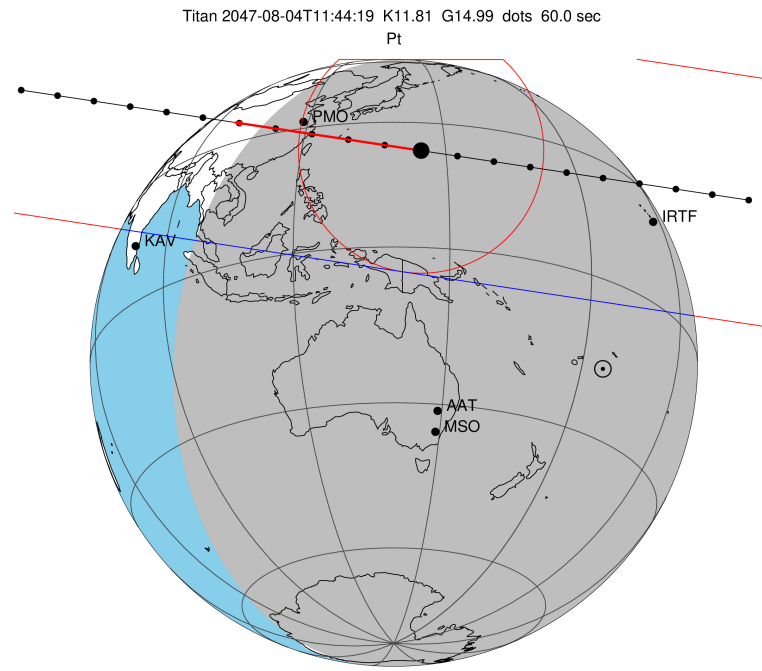 Titan 2047-08-04T11:44:19 K11.81 G14.99 dots 60.0 sec
Pt
PMO
IRTF
KAV
AAT
MSO